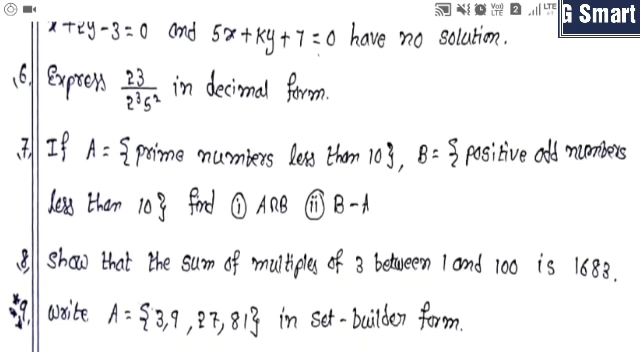 G Smart
x+2y-3=0 and 5x+ky+7=0 have no solution.
6, Express 23/2³5² in decimal form.
7, If A={prime numbers less than 10}, B={positive odd numbers
less than 10} find (i) A∩B (ii) B-A
8, Show that the sum of multiples of 3 between 1 and 100 is 1683.
*9, Write A={3,9,27,81} in set-builder form.